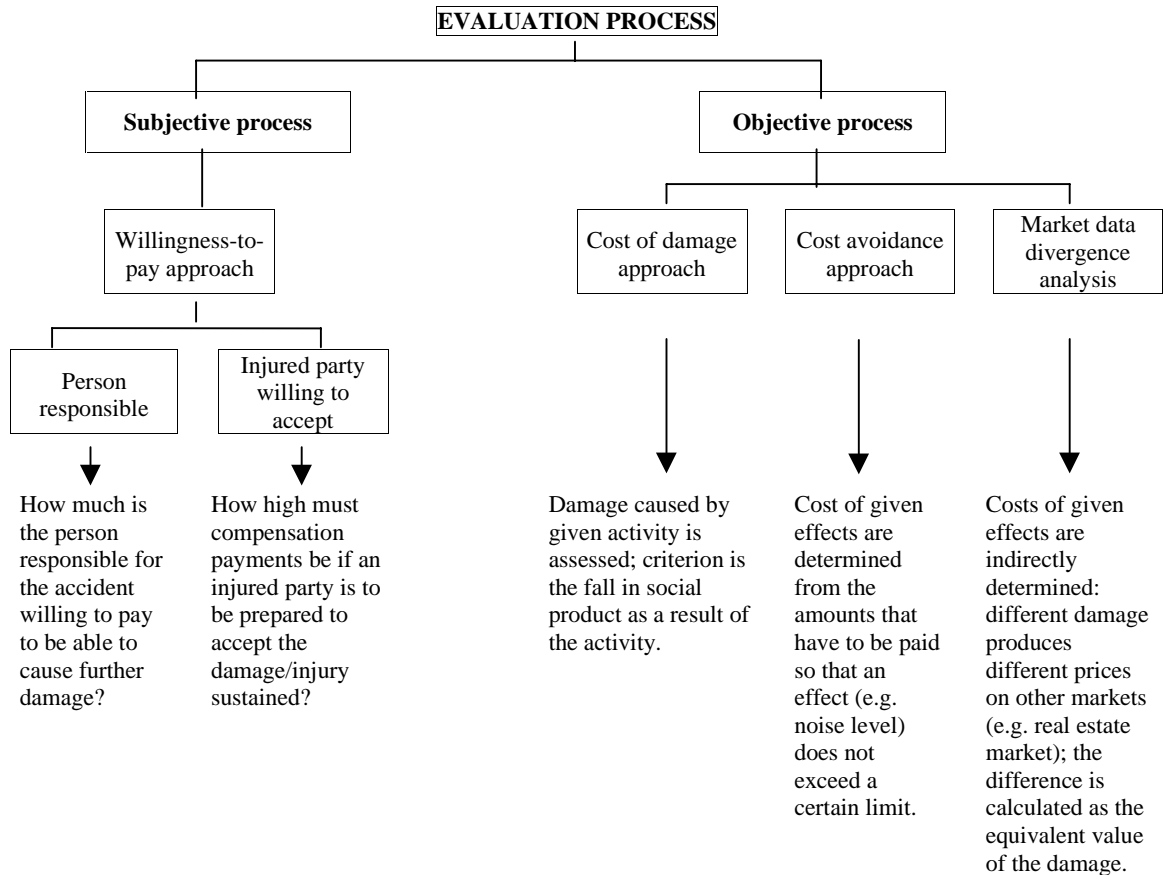 EVALUATION PROCESS
Subjective process
Objective process
Willingness-to-
pay approach
Cost of damage
approach
Cost avoidance
approach
Market data
divergence
analysis
Person
responsible
Injured party
willing to
accept
How much is
the person
responsible for
the accident
willing to pay
to be able to
cause further
damage?
How high must
compensation
payments be if an
injured party is to
be prepared to
accept the
damage/injury
sustained?
Damage caused by
given activity is
assessed; criterion is
the fall in social
product as a result of
the activity.
Cost of given
effects are
determined
from the
amounts that
have to be paid
so that an
effect (e.g.
noise level)
does not
exceed a
certain limit.
Costs of given
effects are
indirectly
determined:
different damage
produces
different prices
on other markets
(e.g. real estate
market); the
difference is
calculated as the
equivalent value
of the damage.